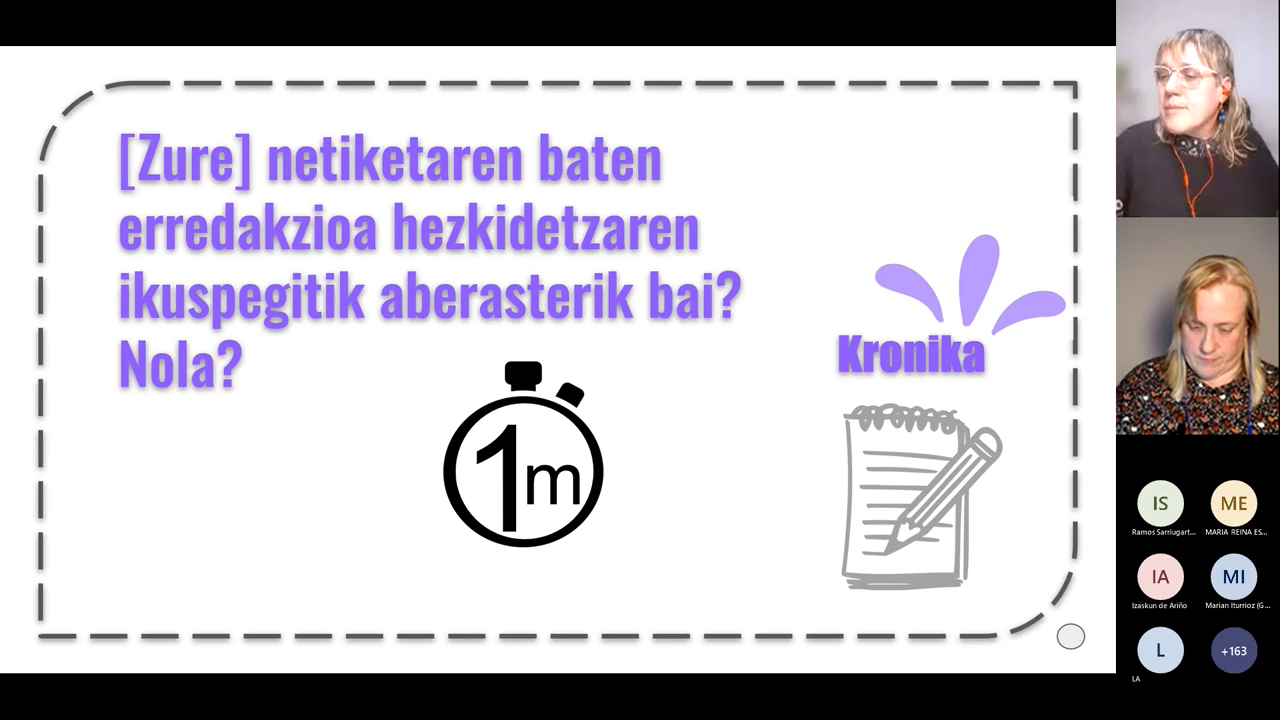 [Zure] netiketaren baten
erredakzioa hezkidetzaren
ikuspegitik aberasterik bai?
Nola?
1m
Kronika
IS
ME
Ramos Sarriugart...
MARIA REINA ES...
IA
MI
Izaskun de Ariño
Marian Iturrioz (G...
L
+163
LA